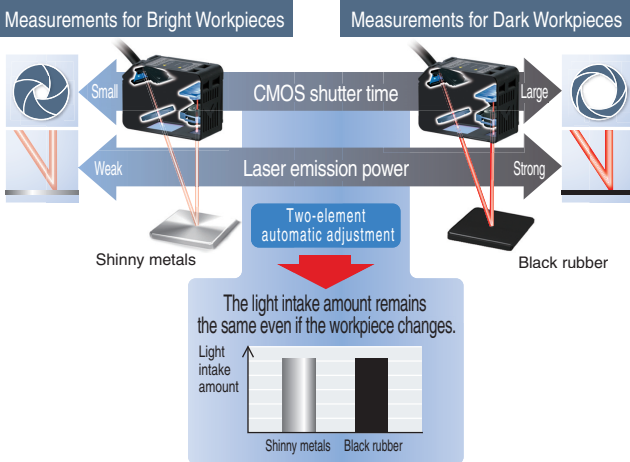 Measurements for Bright Workpieces
Measurements for Dark Workpieces
Small
CMOS shutter time
Large
Weak
Laser emission power
Strong
Two-element
automatic adjustment
Shinny metals
Black rubber
The light intake amount remains
the same even if the workpiece changes.
Light
intake
amount
Shinny metals
Black rubber